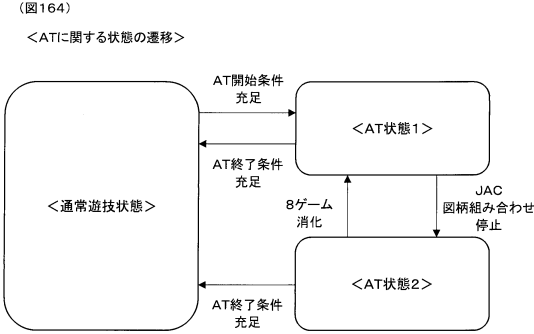 （図164）
＜ATに関する状態の遷移＞
AT開始条件
充足
＜AT状態1＞
AT終了条件
充足
＜通常遊技状態＞
8ゲーム
消化
JAC
図柄組み合わせ
停止
＜AT状態2＞
AT終了条件
充足